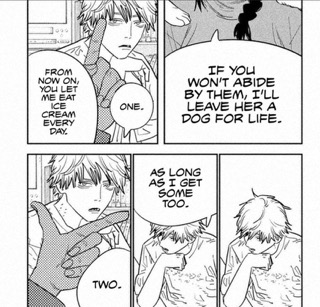 IF YOU
WON'T ABIDE
BY THEM, I'LL
LEAVE HER A
DOG FOR LIFE.
ONE.
FROM
NOW ON,
YOU LET
ME EAT
ICE
CREAM
EVERY
DAY.
AS LONG
AS I GET
SOME
TOO.
TWO.